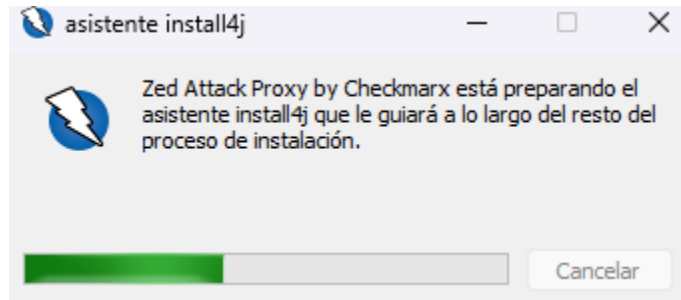 asistente install4j
Zed Attack Proxy by Checkmarx está preparando el
asistente install4j que le guiará a lo largo del resto del
proceso de instalación.
Cancelar